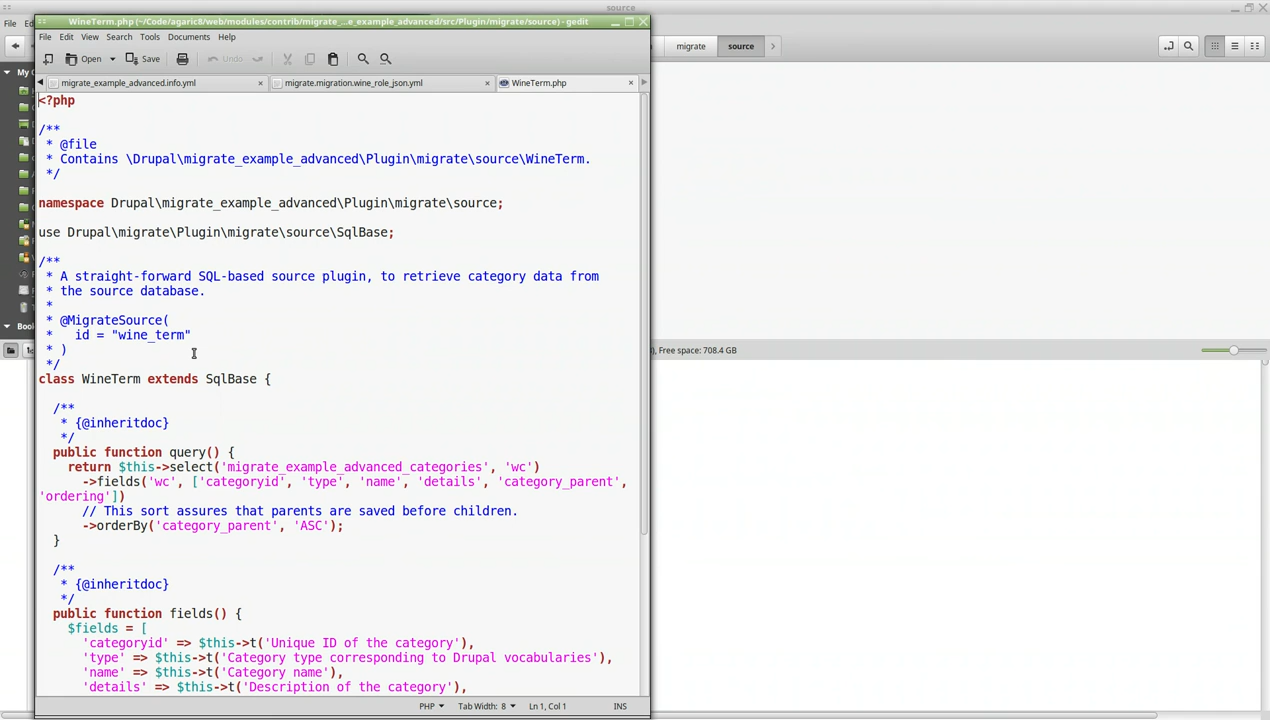 WineTerm.php (~/Code/agaric8/web/modules/contrib/migrate_...e_example_advanced/src/Plugin/migrate/source) - gedit
source
File Edit View Search Tools Documents Help
File
migrate source
Open Save Undo
migrate_example_advanced.info.yml migrate.migration.wine_role_json.yml WineTerm.php
My C
<?php
/**
* @file
* Contains \Drupal\migrate_example_advanced\Plugin\migrate\source\WineTerm.
*/
namespace Drupal\migrate_example_advanced\Plugin\migrate\source;
use Drupal\migrate\Plugin\migrate\source\SqlBase;
/**
* A straight-forward SQL-based source plugin, to retrieve category data from
* the source database.
*
* @MigrateSource(
*   id = "wine_term"
* )
*/
class WineTerm extends SqlBase {
/**
* {@inheritdoc}
*/
public function query() {
return $this->select('migrate_example_advanced_categories', 'wc')
->fields('wc', ['categoryid', 'type', 'name', 'details', 'category_parent',
'ordering'])
// This sort assures that parents are saved before children.
->orderBy('category_parent', 'ASC');
}
/**
* {@inheritdoc}
*/
public function fields() {
$fields = [
'categoryid' => $this->t('Unique ID of the category'),
'type' => $this->t('Category type corresponding to Drupal vocabularies'),
'name' => $this->t('Category name'),
'details' => $this->t('Description of the category'),
Book
), Free space: 708.4 GB
PHP Tab Width: 8 Ln 1, Col 1 INS